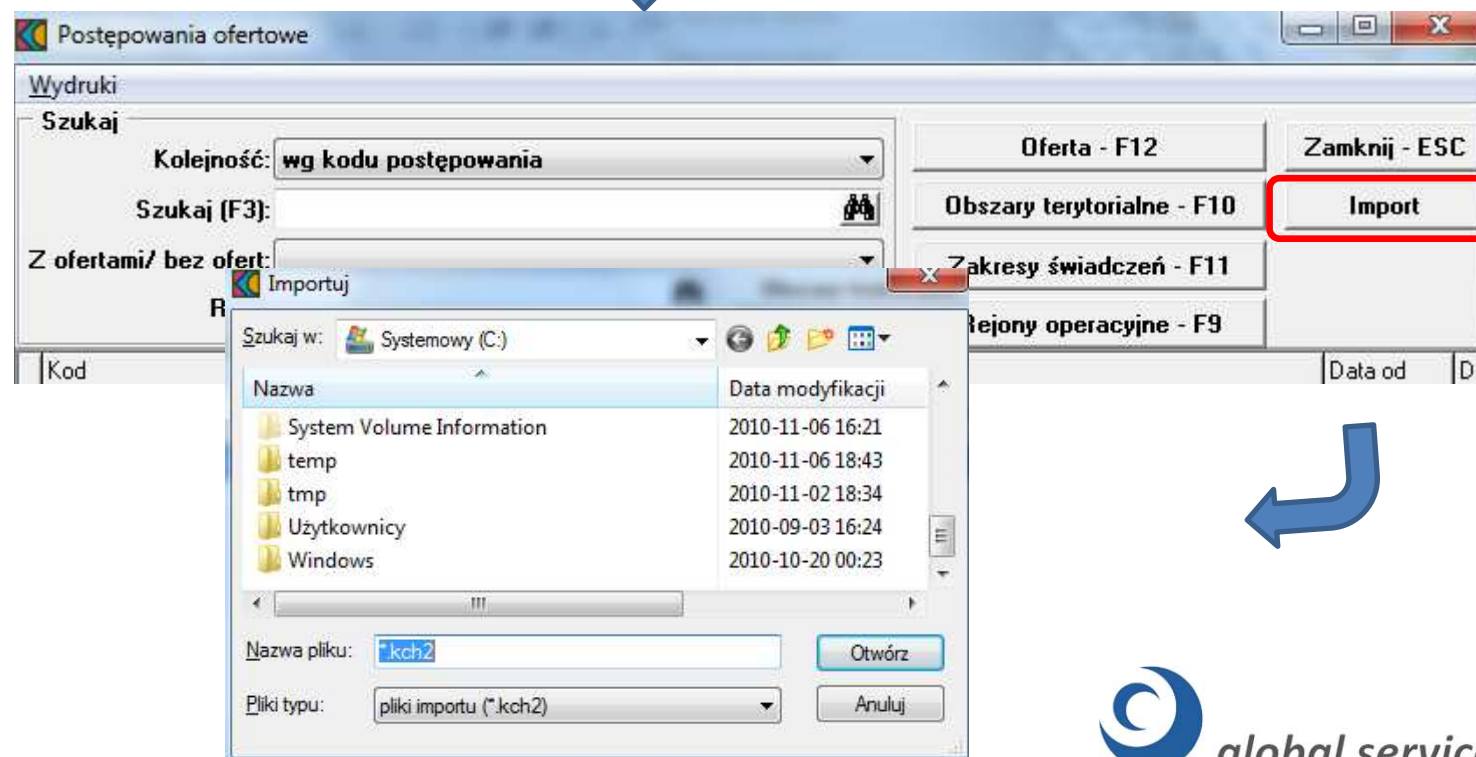 Postępowania ofertowe
Wydruki
Szukaj
Kolejność: wg kodu postępowania
Szukaj (F3):
Z ofertami/ bez ofert:
R
Oferta - F12
Zamknij - ESC
Obszary terytorialne - F10
Import
Zakresy świadczeń - F11
Rejony operacyjne - F9
Kod
Data od
D
Importuj
Szukaj w: Systemowy (C:)
Nazwa Data modyfikacji
System Volume Information 2010-11-06 16:21
temp 2010-11-06 18:43
tmp 2010-11-02 18:34
Użytkownicy 2010-09-03 16:24
Windows 2010-10-20 00:23
Nazwa pliku: *.kch2 Otwórz
Pliki typu: pliki importu (*.kch2) Anuluj
global servic